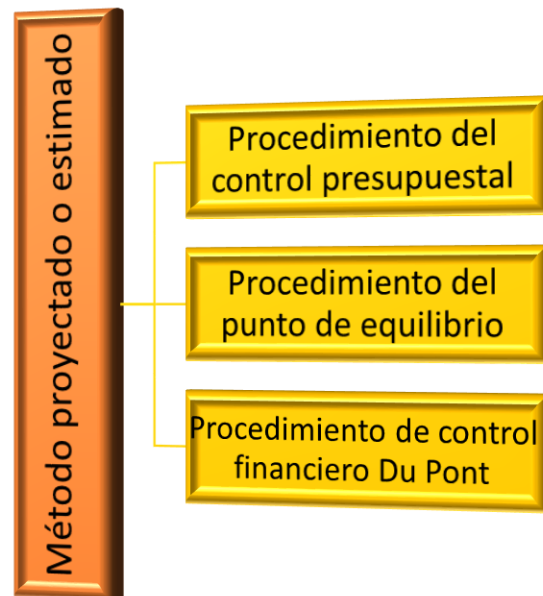 Método proyectado o estimado
Procedimiento del
control presupuestal
Procedimiento del
punto de equilibrio
Procedimiento de control
financiero Du Pont